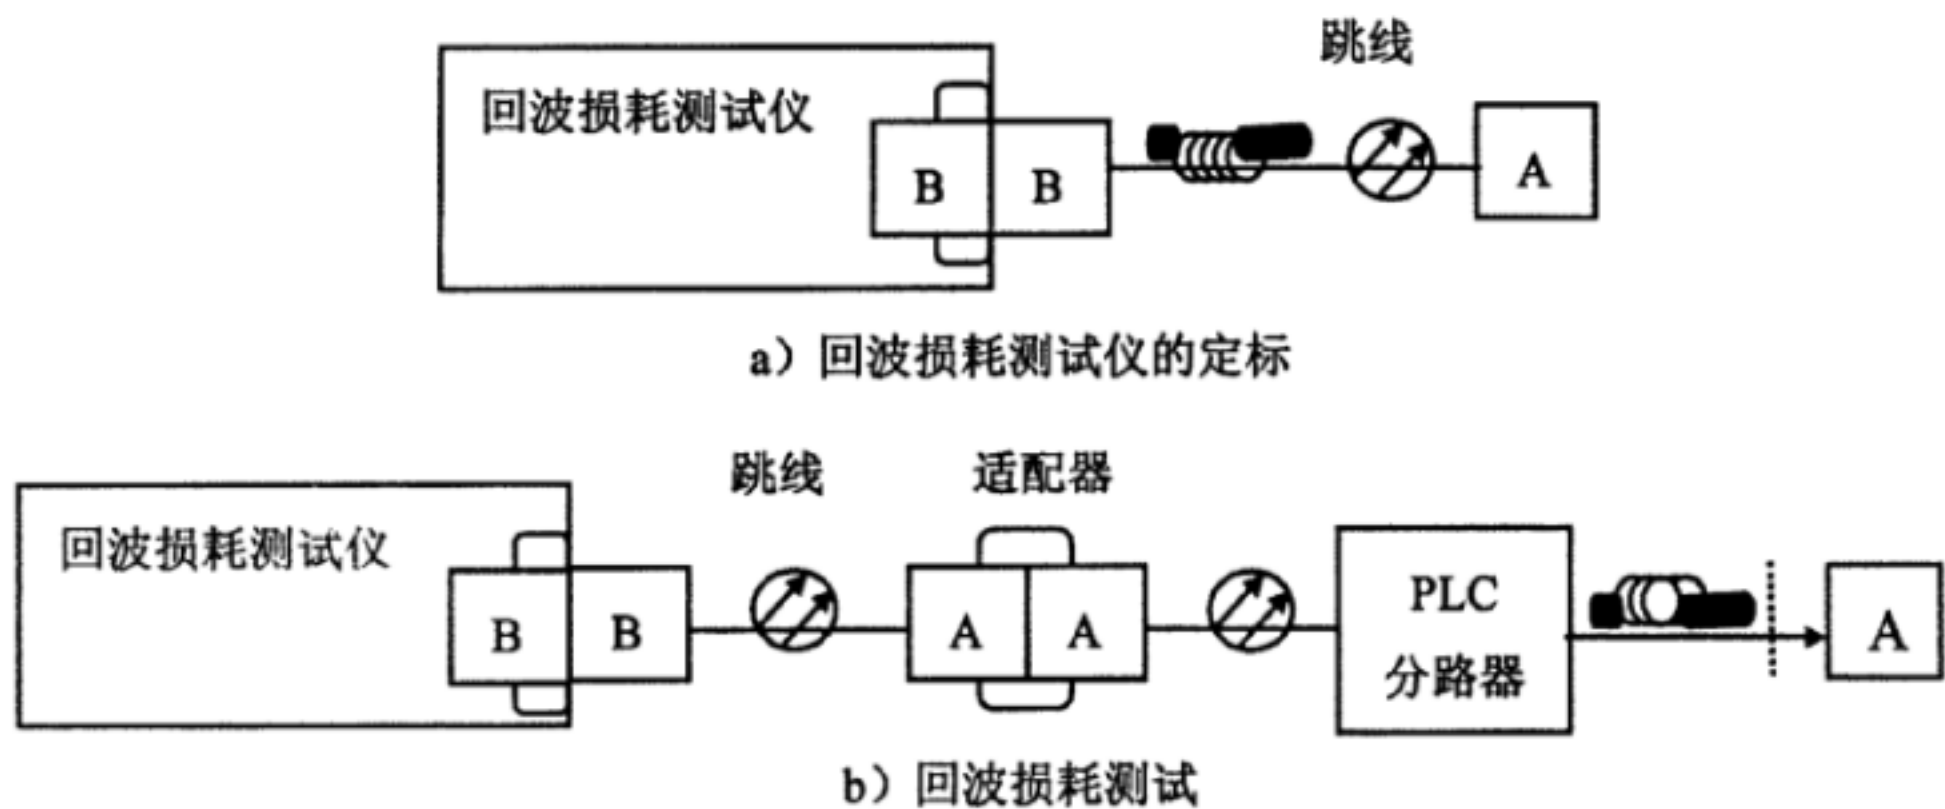 跳线
回波损耗测试仪
B B A
a）回波损耗测试仪的定标
跳线 适配器
回波损耗测试仪
B B A A PLC 分路器 A
b）回波损耗测试